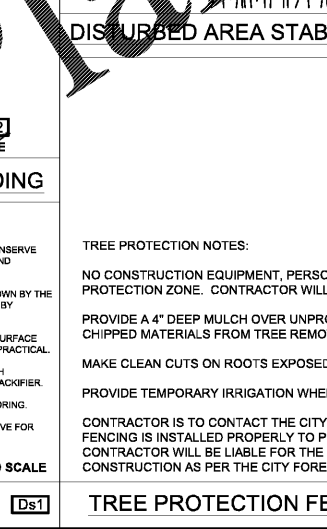 DISTURBED AREA STAB
2
E
DING
NSERVE
ND
OWN BY THE
BY
URFACE
PRACTICAL.
H
ACKIFIER.
ORING.
VE FOR
O SCALE
Ds1
TREE PROTECTION NOTES:
NO CONSTRUCTION EQUIPMENT, PERSO
PROTECTION ZONE. CONTRACTOR WILL
PROVIDE A 4" DEEP MULCH OVER UNPRO
CHIPPED MATERIALS FROM TREE REMO
MAKE CLEAN CUTS ON ROOTS EXPOSED
PROVIDE TEMPORARY IRRIGATION WHE
CONTRACTOR IS TO CONTACT THE CITY
FENCING IS INSTALLED PROPERLY TO P
CONTRACTOR WILL BE LIABLE FOR THE
CONSTRUCTION AS PER THE CITY FORE
TREE PROTECTION FE